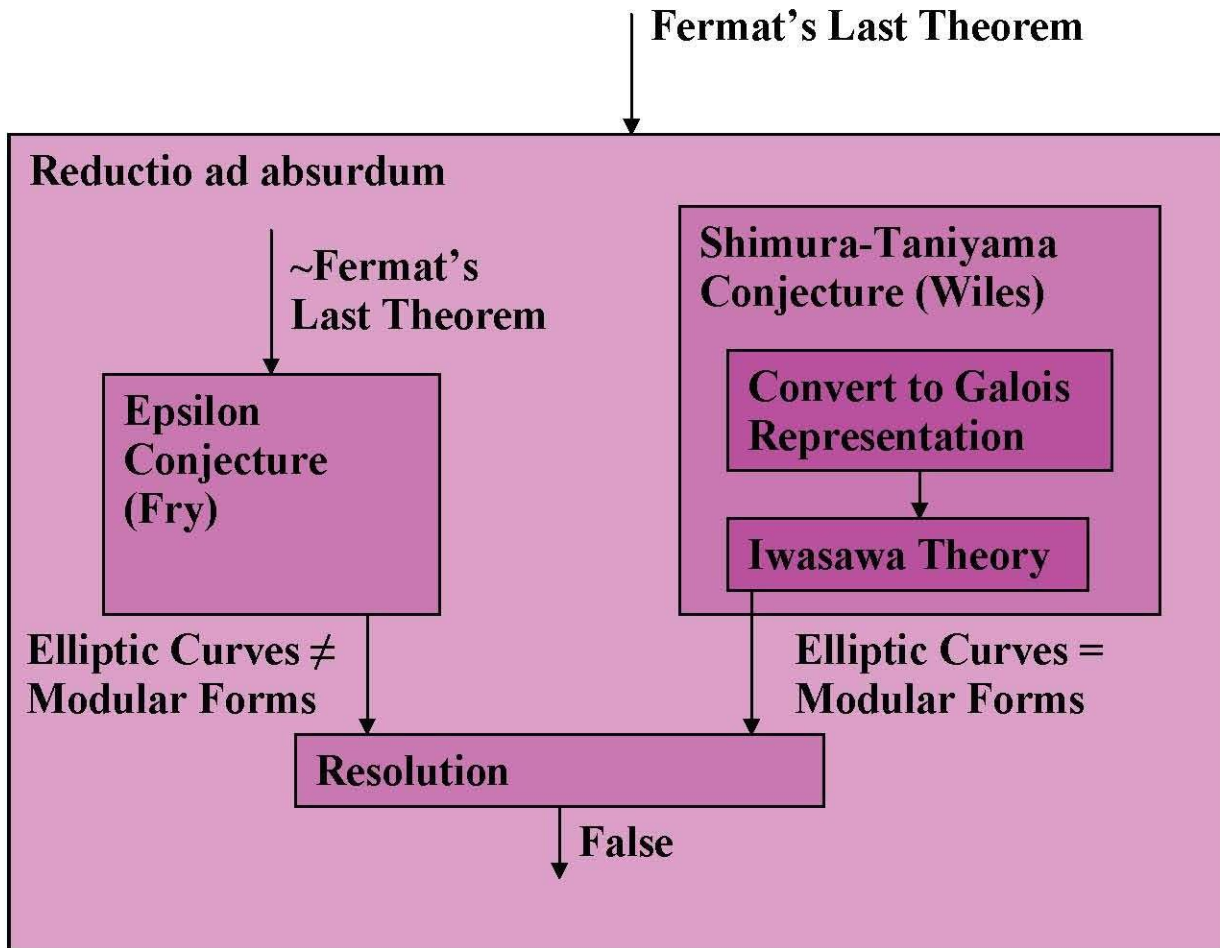 Fermat's Last Theorem
Reductio ad absurdum
~Fermat's
Last Theorem
Epsilon
Conjecture
(Fry)
Shimura-Taniyama
Conjecture (Wiles)
Convert to Galois
Representation
Iwasawa Theory
Elliptic Curves ≠
Modular Forms
Elliptic Curves =
Modular Forms
Resolution
False